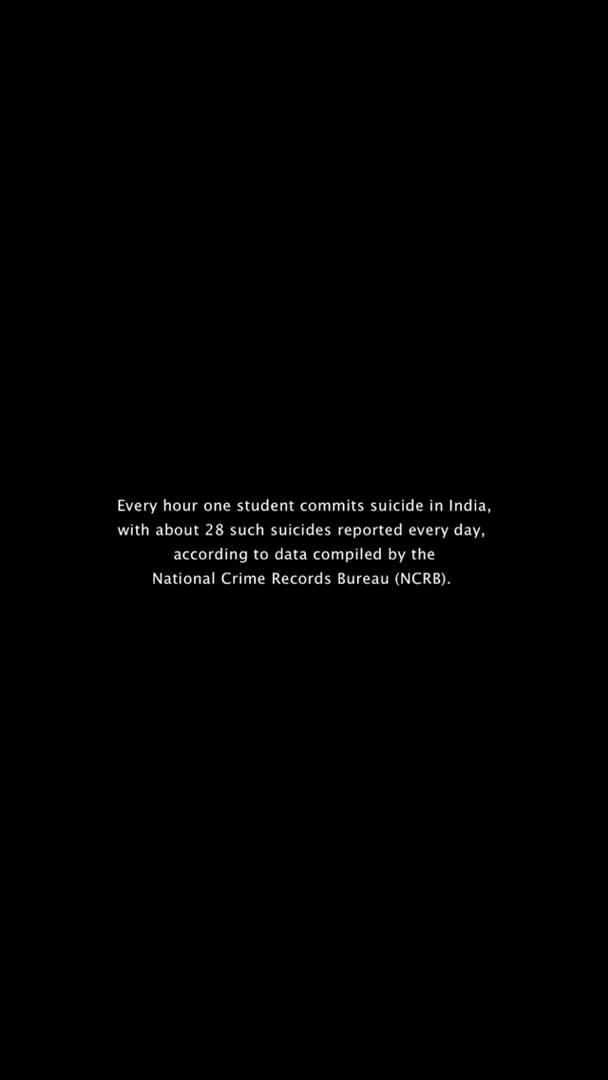 Every hour one student commits suicide in India,
with about 28 such suicides reported every day,
according to data compiled by the
National Crime Records Bureau (NCRB).